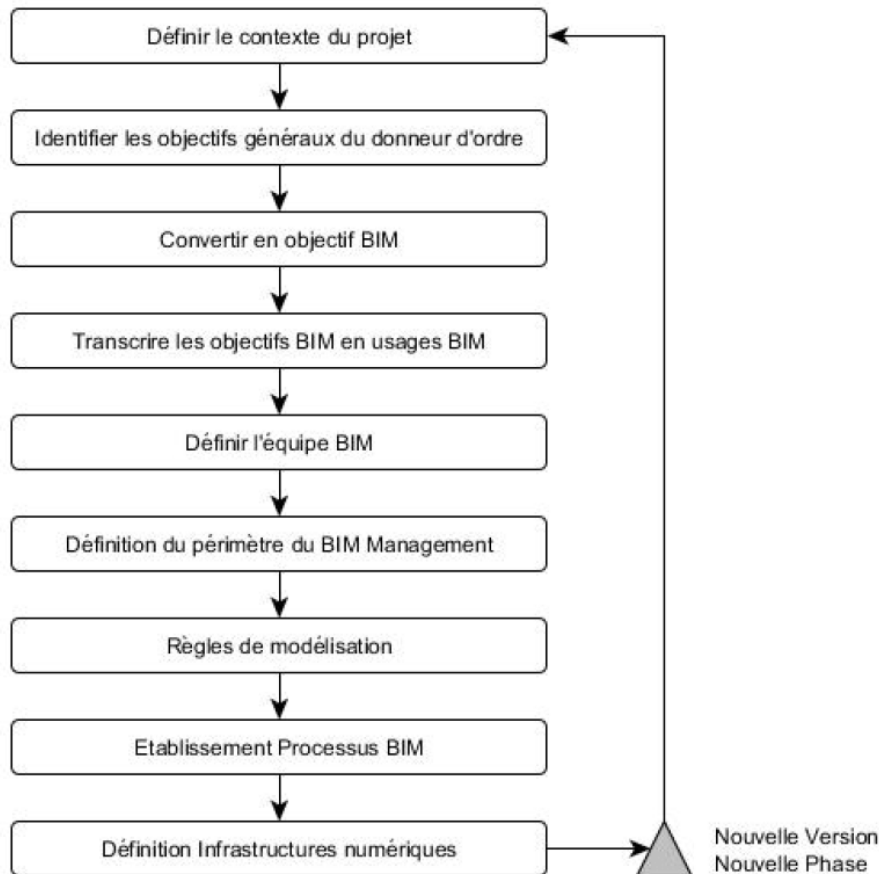 Définir le contexte du projet
Identifier les objectifs généraux du donneur d'ordre
Convertir en objectif BIM
Transcrire les objectifs BIM en usages BIM
Définir l'équipe BIM
Définition du périmètre du BIM Management
Règles de modélisation
Etablissement Processus BIM
Définition Infrastructures numériques
Nouvelle Version
Nouvelle Phase